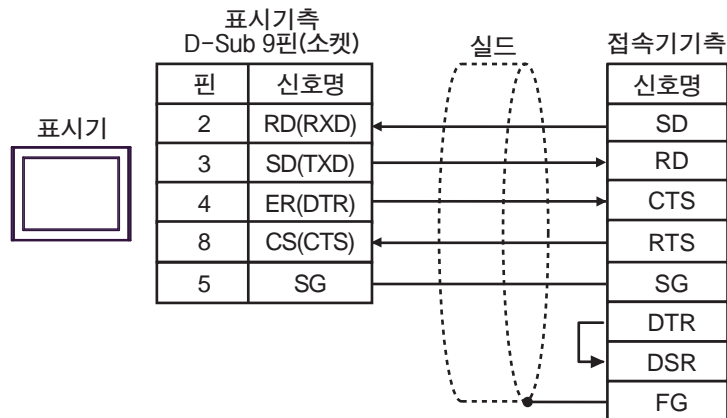 표시기측
D-Sub 9핀(소켓)
실드
접속기기측
핀 신호명 신호명
표시기
2 RD(RXD) SD
3 SD(TXD) RD
4 ER(DTR) CTS
8 CS(CTS) RTS
5 SG SG
DTR
DSR
FG